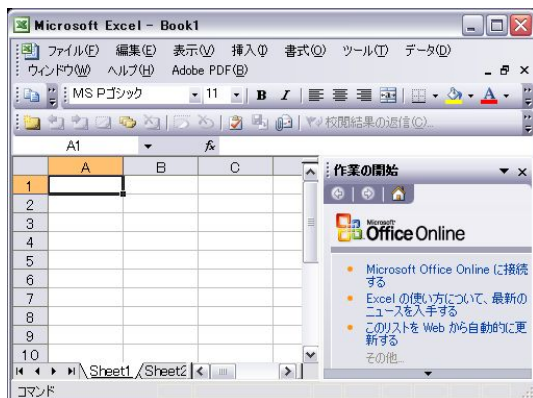 Microsoft Excel - Book1
ファイル(F) 編集(E) 表示(V) 挿入(I) 書式(O) ツール(T) データ(D)
ウィンドウ(W) ヘルプ(H) Adobe PDF(B)
MS Pゴシック 11 B I A
校閲結果の返信(C)...
A1 fx
A B C
1
2
3
4
5
6
7
8
9
10
作業の開始
Microsoft
Office Online
Microsoft Office Online に接続
する
Excel の使い方について、最新の
ニュースを入手する
このリストを Web から自動的に更
新する
その他...
Sheet1 Sheet2
コマンド